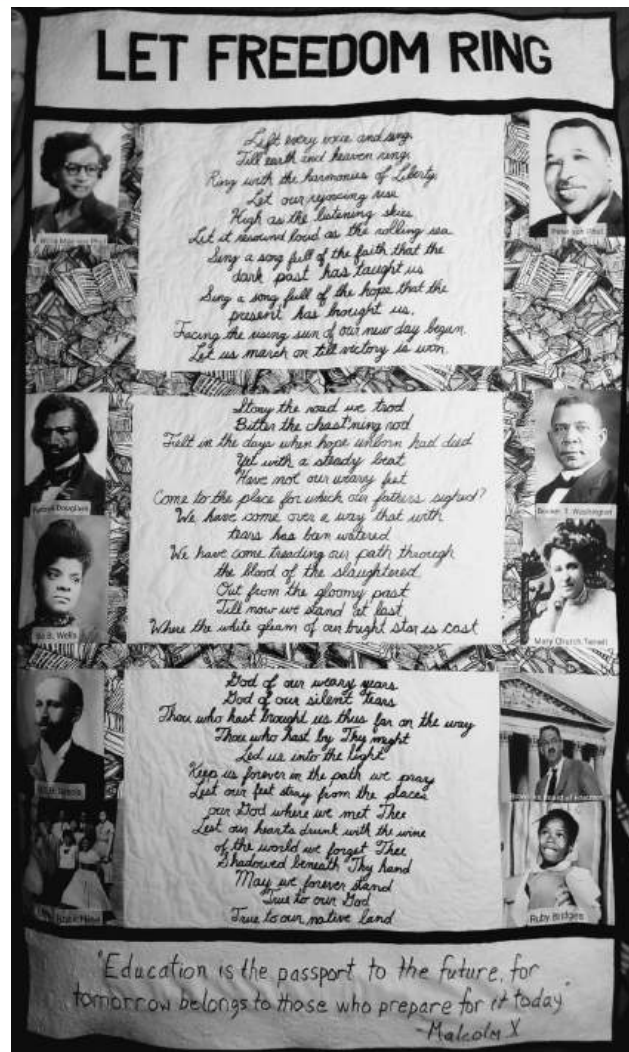 LET FREEDOM RING
Lift every voice and sing,
Till earth and heaven ring,
Ring with the harmonies of Liberty
Let our rejoicing rise
High as the listening skies
Let it resound loud as the rolling sea
Sing a song full of the faith that the
dark past has taught us
Sing a song full of the hope that the
present has brought us.
Facing the rising sun of our new day begun
Let us march on till victory is won.
Willa Mae van Phul
Peter van Phul
Stony the road we trod
Bitter the chast'ning rod
Felt in the days when hope unborn had died
Yet with a steady beat
Have not our weary feet
Come to the place for which our fathers sighed?
We have come over a way that with
tears has been watered
We have come treading our path through
the blood of the slaughtered
Out from the gloomy past
Till now we stand at last
Where the white gleam of our bright star is cast
Douglass
Booker T. Washington
Ida B. Wells
Mary Church Terrell
God of our weary years
God of our silent tears
Thou who hast brought us thus far on the way
Thou who hast by Thy might
Led us into the light
Keep us forever in the path we pray
Lest our feet stray from the places
our God where we met Thee
Lest our hearts drunk with the wine
of the world we forget Thee
Shadowed beneath Thy hand
May we forever stand
True to our God
True to our native land
Board of Education
Ruby Bridges
"Education is the passport to the future, for
tomorrow belongs to those who prepare for it today"
-Malcolm X